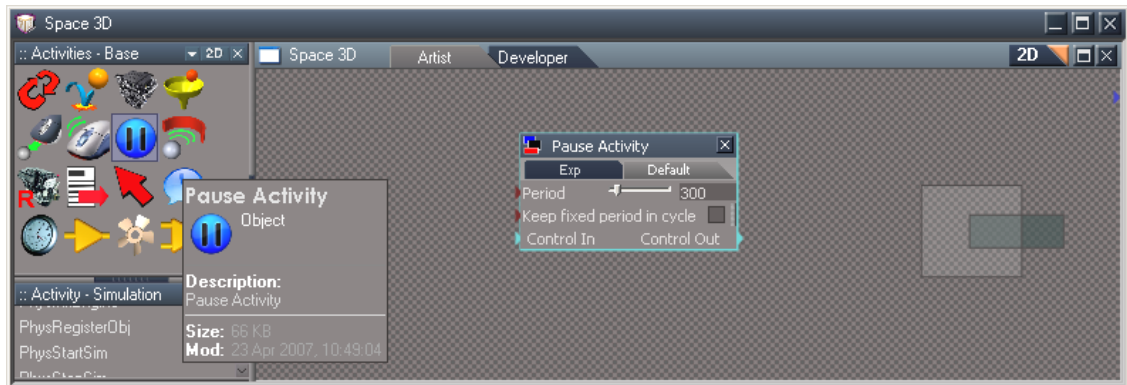 Space 3D
:: Activities - Base
2D
Space 3D
Artist
Developer
2D
Pause Activity
Exp
Default
Period
300
Keep fixed period in cycle
Control In
Control Out
R
Pause Activity
Object
Description:
Pause Activity
Size: 66 KB
Mod: 23 Apr 2007, 10:49:04
:: Activity - Simulation
PhysRegisterObj
PhysStartSim